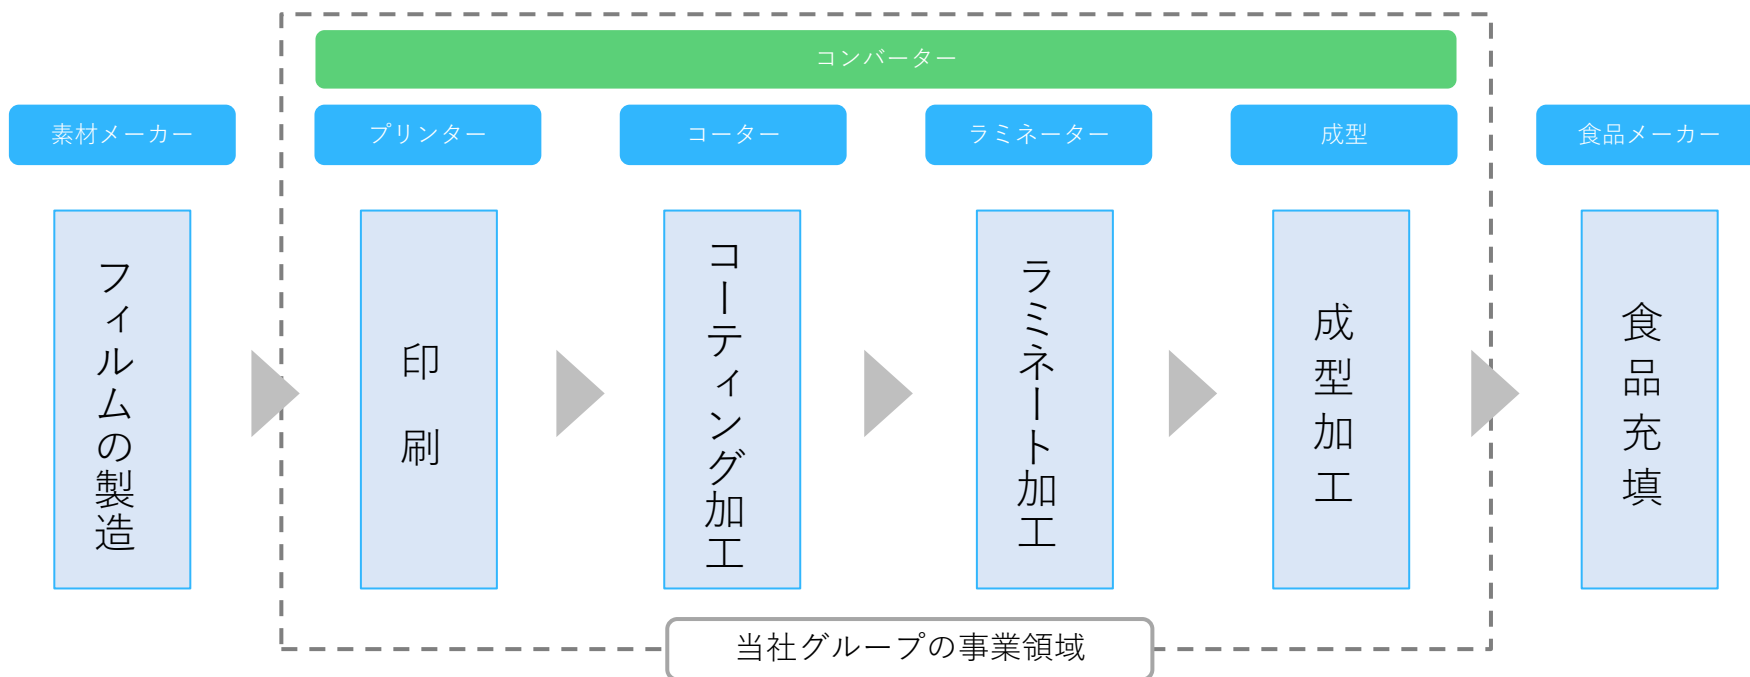 コンバーター
素材メーカー
プリンター
コーター
ラミネーター
成型
食品メーカー
フィルムの製造
印刷
コーティング加工
ラミネート加工
成型加工
食品充填
当社グループの事業領域